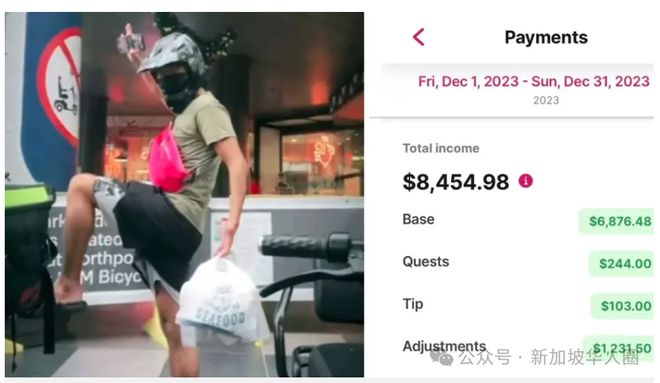 SEAFOOD
Payments
Fri, Dec 1, 2023 - Sun, Dec 31, 2023
2023
Total income
$8,454.98
Base
$6,876.48
Quests
$244.00
Tip
$103.00
Adjustments
$1,231.50
公众号 · 新加坡华人圈